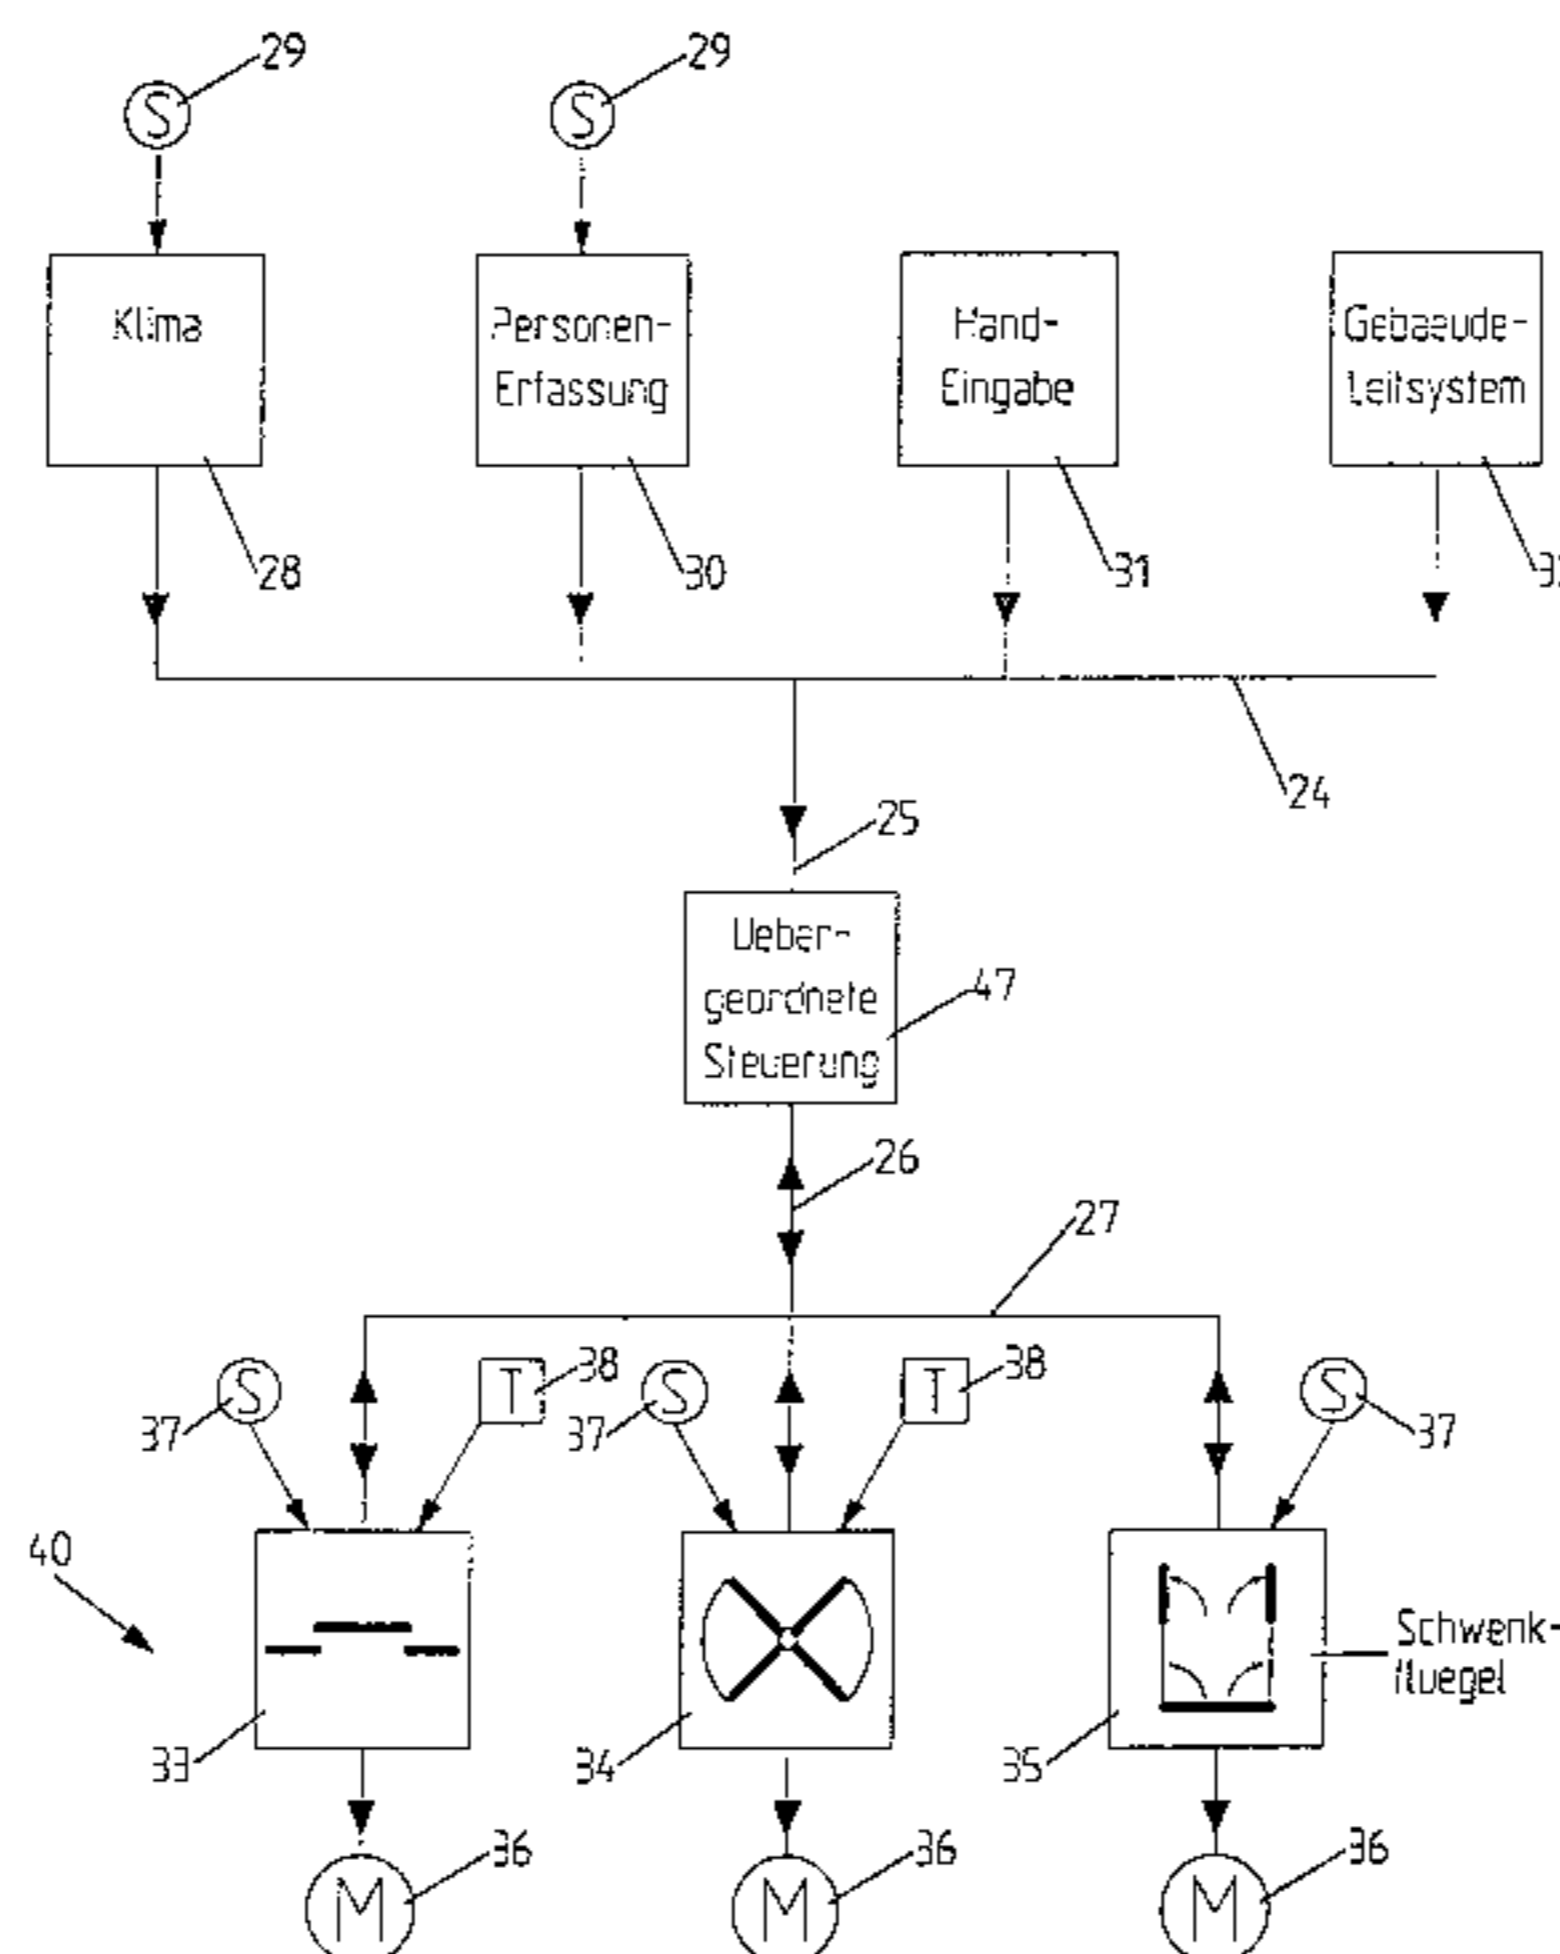 29 29
S S
Klima Personen- Hand- Gebaeude-
Erfassung Eingabe Leitsystem
28 30 31
24
25
Ueber-
geordnete
Steuerung
47
26
27
S T 38 S T 38 S
37 37 37
40
Schwenk-
fluegel
33 34 35
36 36 36
M M M